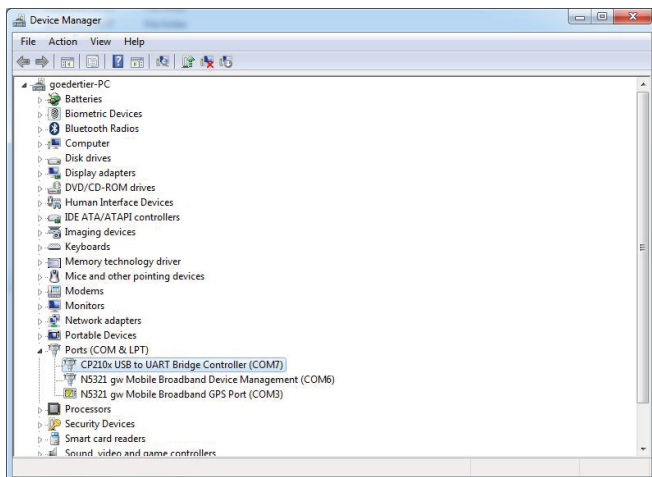 Device Manager
File Action View Help
goedertier-PC
Batteries
Biometric Devices
Bluetooth Radios
Computer
Disk drives
Display adapters
DVD/CD-ROM drives
Human Interface Devices
IDE ATA/ATAPI controllers
Imaging devices
Keyboards
Memory technology driver
Mice and other pointing devices
Modems
Monitors
Network adapters
Portable Devices
Ports (COM & LPT)
CP210x USB to UART Bridge Controller (COM7)
N5321 gw Mobile Broadband Device Management (COM6)
N5321 gw Mobile Broadband GPS Port (COM3)
Processors
Security Devices
Smart card readers
Sound, video and game controllers